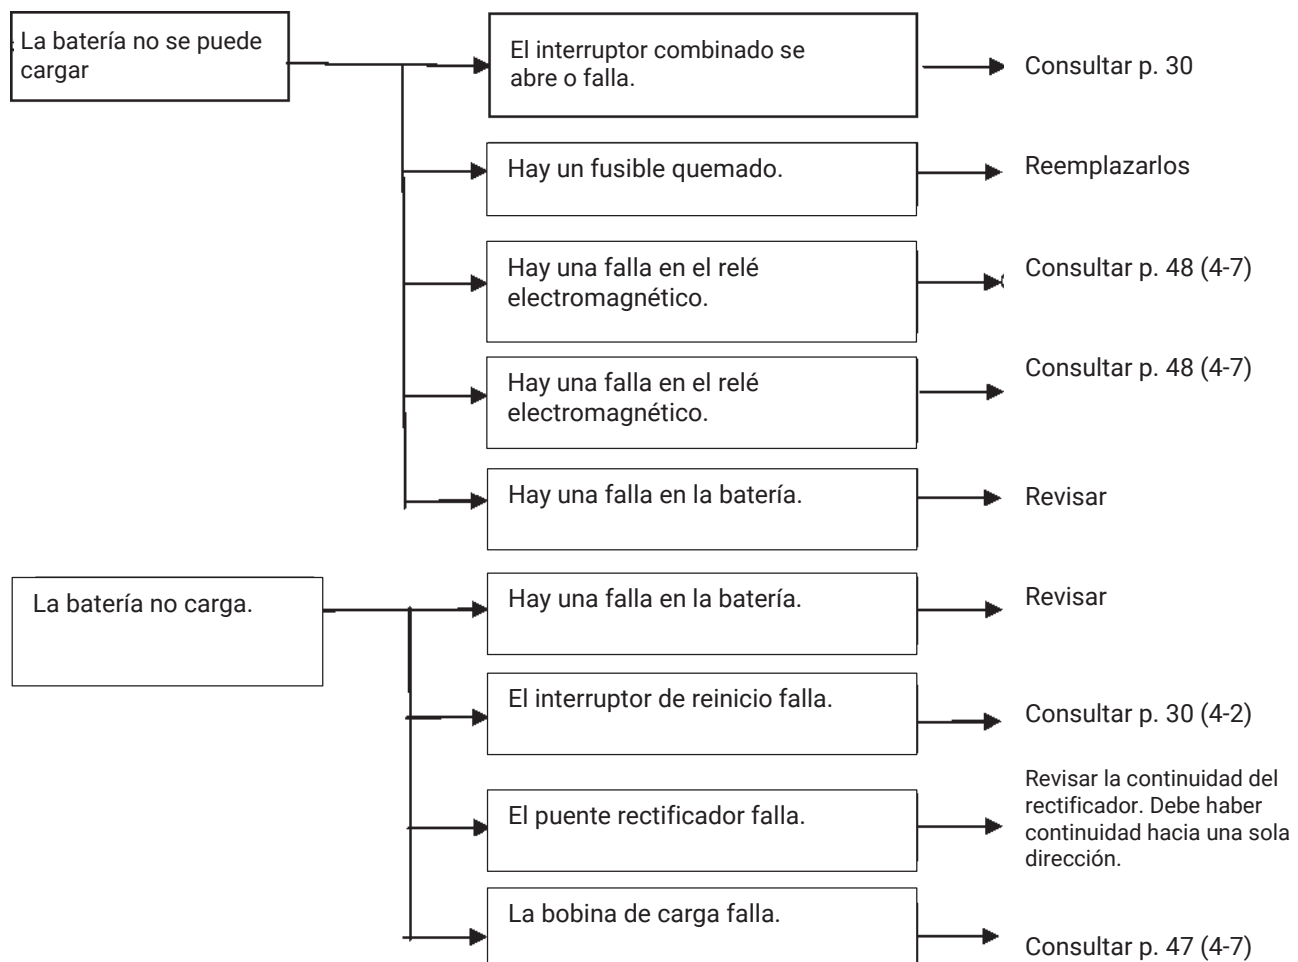 La batería no se puede
cargar
El interruptor combinado se
abre o falla.
Consultar p. 30
Hay un fusible quemado.
Reemplazarlos
Hay una falla en el relé
electromagnético.
Consultar p. 48 (4-7)
Hay una falla en el relé
electromagnético.
Consultar p. 48 (4-7)
Hay una falla en la batería.
Revisar
La batería no carga.
Hay una falla en la batería.
Revisar
El interruptor de reinicio falla.
Consultar p. 30 (4-2)
El puente rectificador falla.
Revisar la continuidad del
rectificador. Debe haber
continuidad hacia una sola
dirección.
La bobina de carga falla.
Consultar p. 47 (4-7)